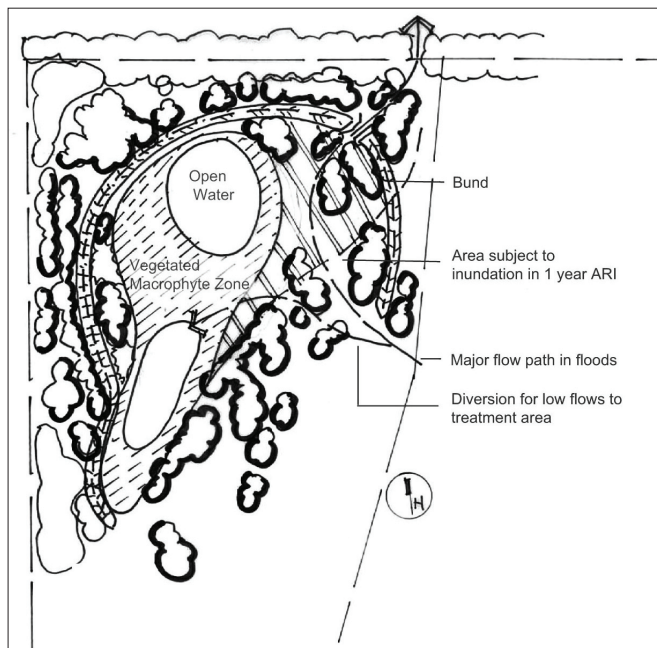 Open
Water
Bund
Vegetated
Macrophyte Zone
Area subject to
inundation in 1 year ARI
Major flow path in floods
Diversion for low flows to
treatment area